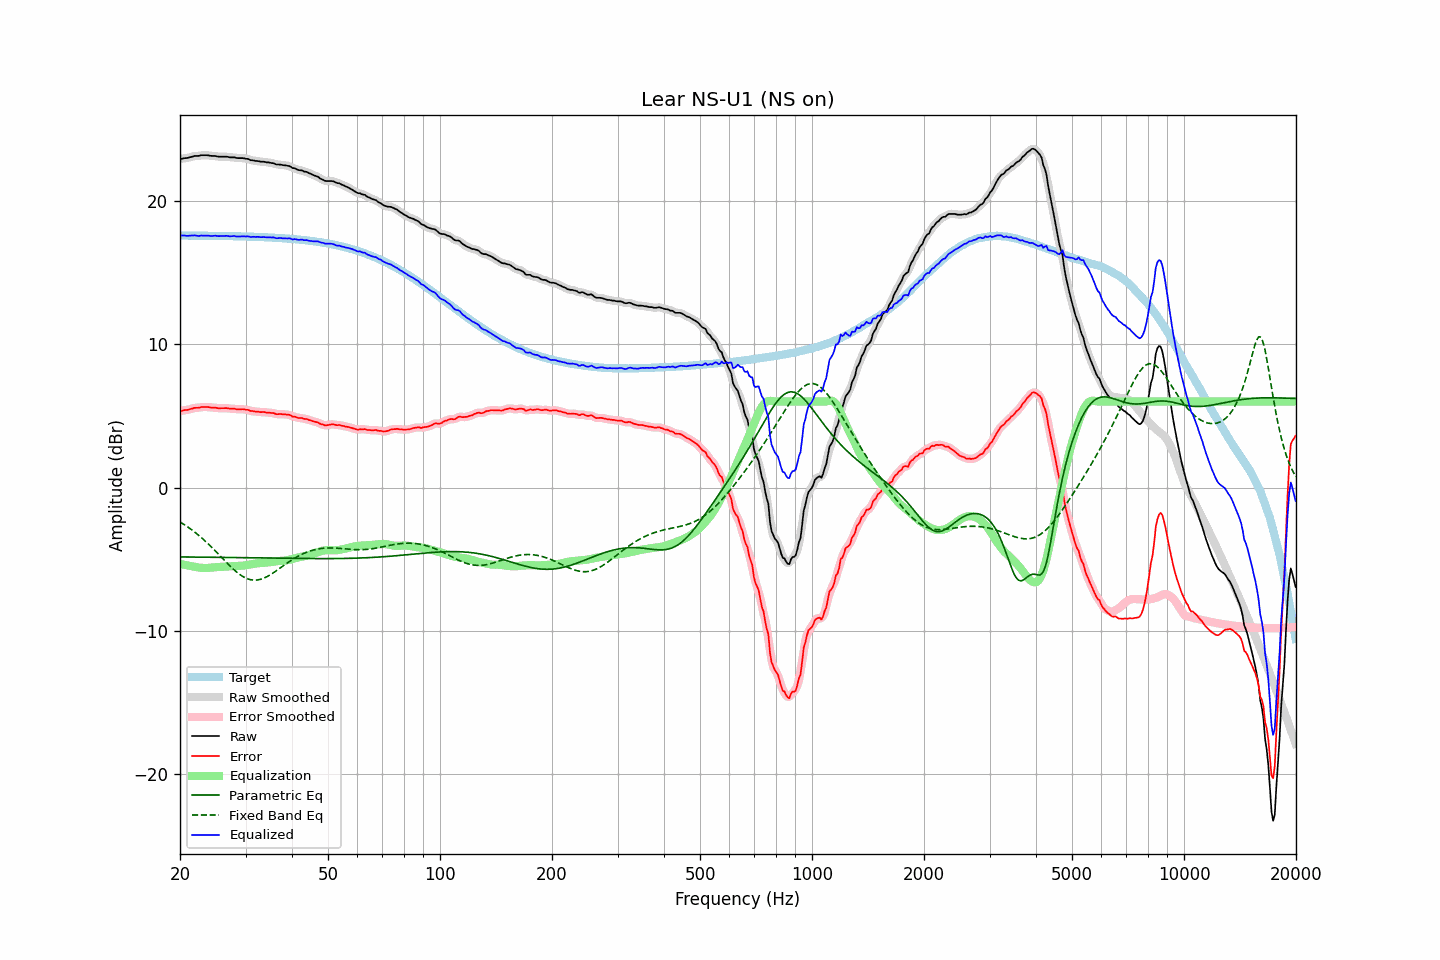 Lear NS-U1 (NS on)
Amplitude (dBr)
20
10
0
−10
−20
Target
Raw Smoothed
Error Smoothed
Raw
Error
Equalization
Parametric Eq
Fixed Band Eq
Equalized
20 50 100 200 500 1000 2000 5000 10000 20000
Frequency (Hz)